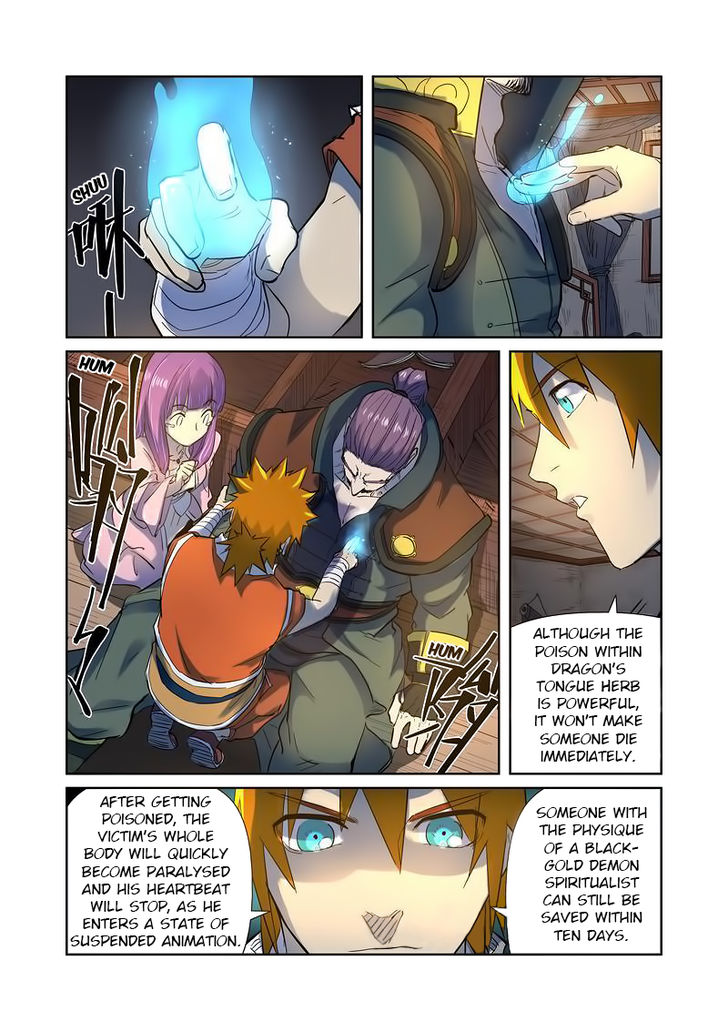 SHUU
咻
HUM
HUM
ALTHOUGH THE
POISON WITHIN
DRAGON'S
TONGUE HERB
IS POWERFUL,
IT WON'T MAKE
SOMEONE DIE
IMMEDIATELY.
AFTER GETTING
POISONED, THE
VICTIM'S WHOLE
BODY WILL QUICKLY
BECOME PARALYSED
AND HIS HEARTBEAT
WILL STOP, AS HE
ENTERS A STATE OF
SUSPENDED ANIMATION.
SOMEONE WITH
THE PHYSIQUE
OF A BLACK-
GOLD DEMON
SPIRITUALIST
CAN STILL BE
SAVED WITHIN
TEN DAYS.